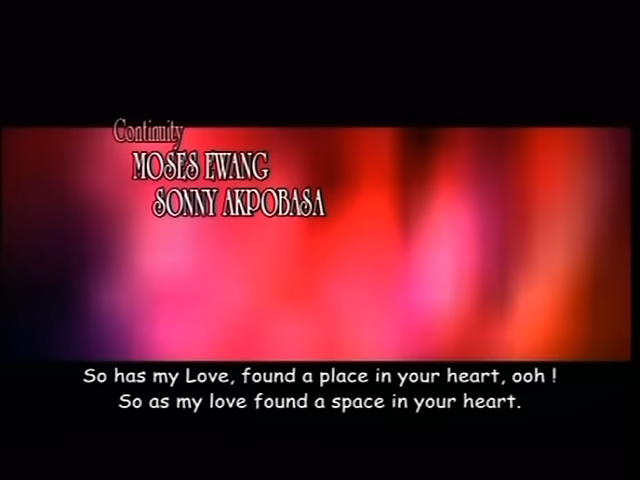 Continuity
MOSES EWANG
SONNY AKPOBASA
So has my Love, found a place in your heart, ooh !
So as my love found a space in your heart.